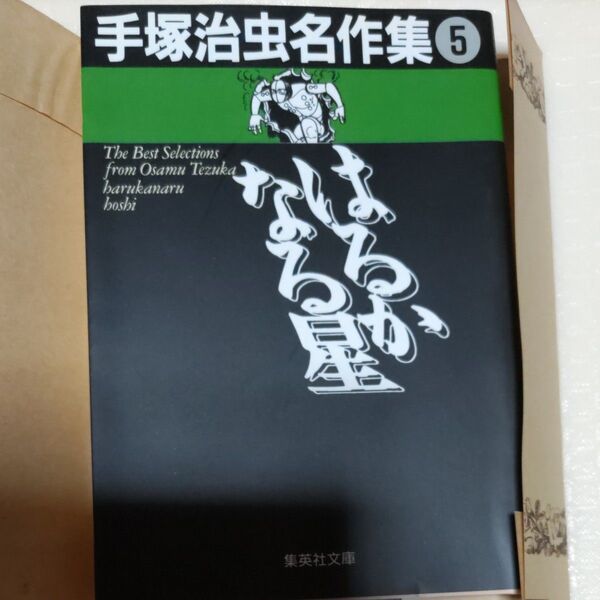 手塚治虫名作集5
The Best Selections
from Osamu Tezuka
harukanaru
hoshi
はるか
なる星
集英社文庫